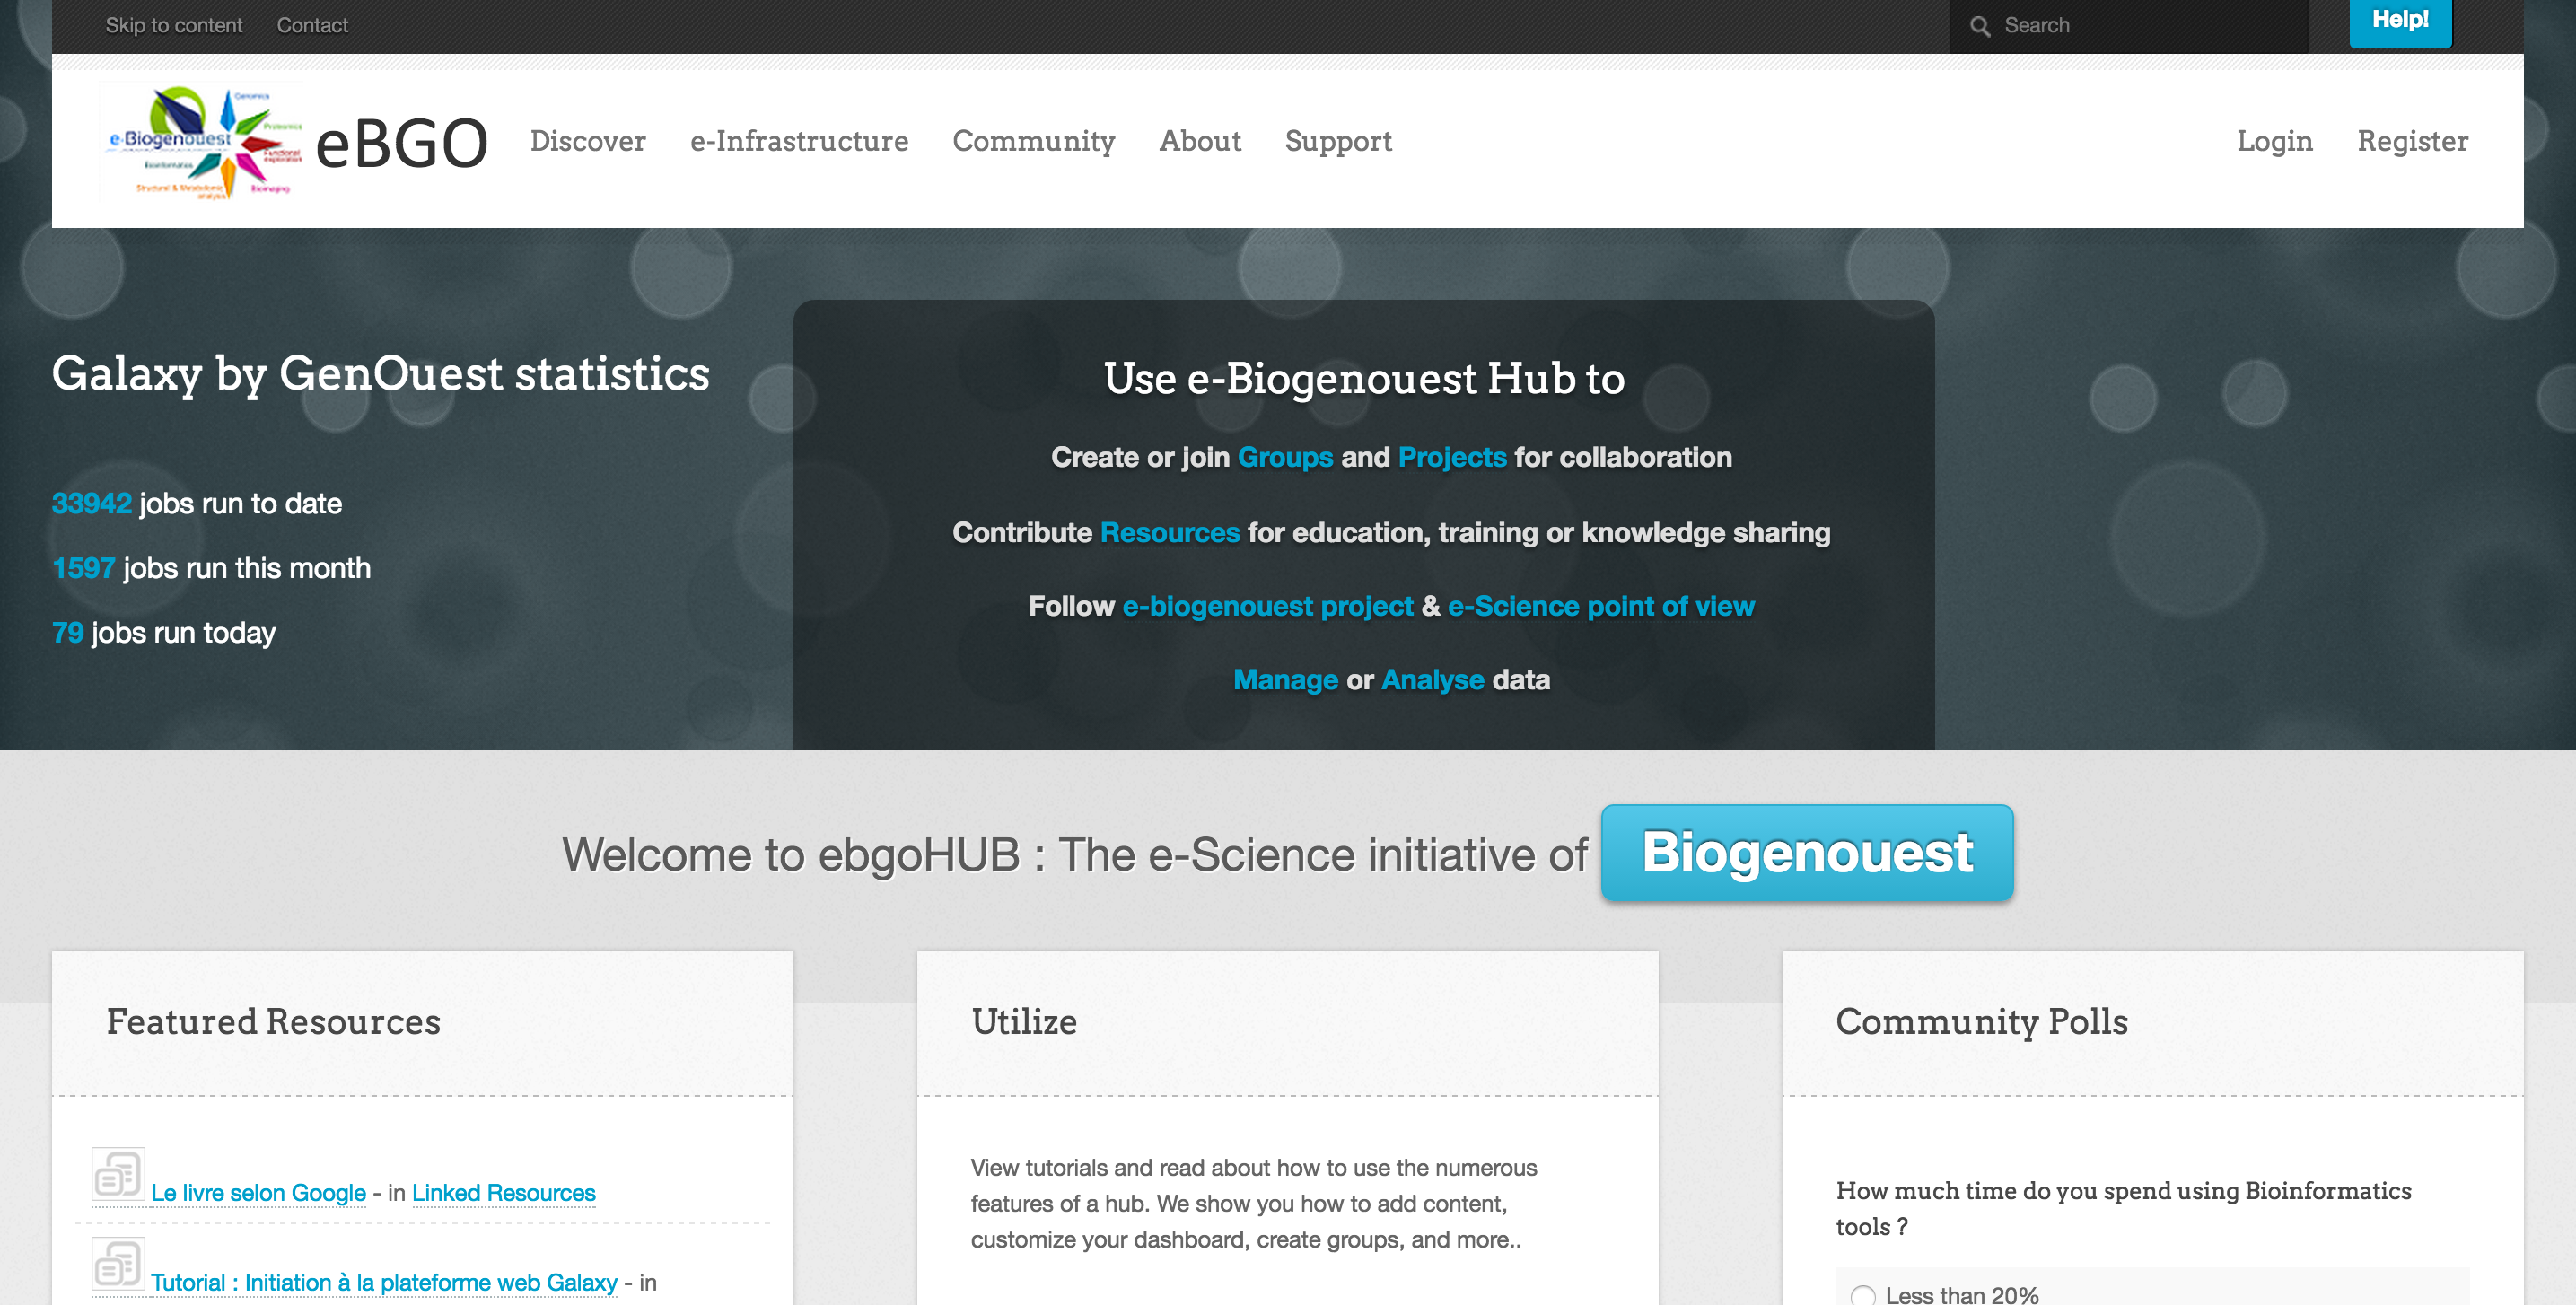 Skip to content Contact Search Help!
Genomics
Proteomics
e-Biogenouest
Functional
exploration
Bioinformatics
Structural & Metabolomic
analysis
Bioimaging
eBGO Discover e-Infrastructure Community About Support Login Register
Galaxy by GenOuest statistics
33942 jobs run to date
1597 jobs run this month
79 jobs run today
Use e-Biogenouest Hub to
Create or join Groups and Projects for collaboration
Contribute Resources for education, training or knowledge sharing
Follow e-biogenouest project & e-Science point of view
Manage or Analyse data
Welcome to ebgoHUB : The e-Science initiative of Biogenouest
Featured Resources
Le livre selon Google - in Linked Resources
Tutorial : Initiation à la plateforme web Galaxy - in
Utilize
View tutorials and read about how to use the numerous
features of a hub. We show you how to add content,
customize your dashboard, create groups, and more..
Community Polls
How much time do you spend using Bioinformatics
tools ?
Less than 20%